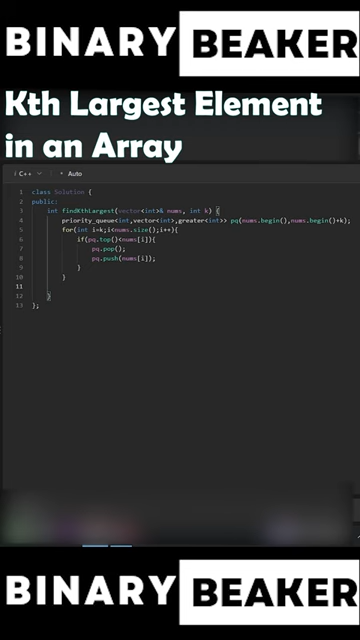 BINARY BEAKER
Kth Largest Element
in an Array
C++ Auto
1 class Solution {
2 public:
3 int findKthLargest(vector<int>& nums, int k) {
4 priority_queue<int,vector<int>,greater<int>> pq(nums.begin(),nums.begin()+k);
5 for(int i=k;i<nums.size();i++){
6 if(pq.top()<nums[i]){
7 pq.pop();
8 pq.push(nums[i]);
9 }
10 }
11
12 }
13 };
BINARY BEAKER